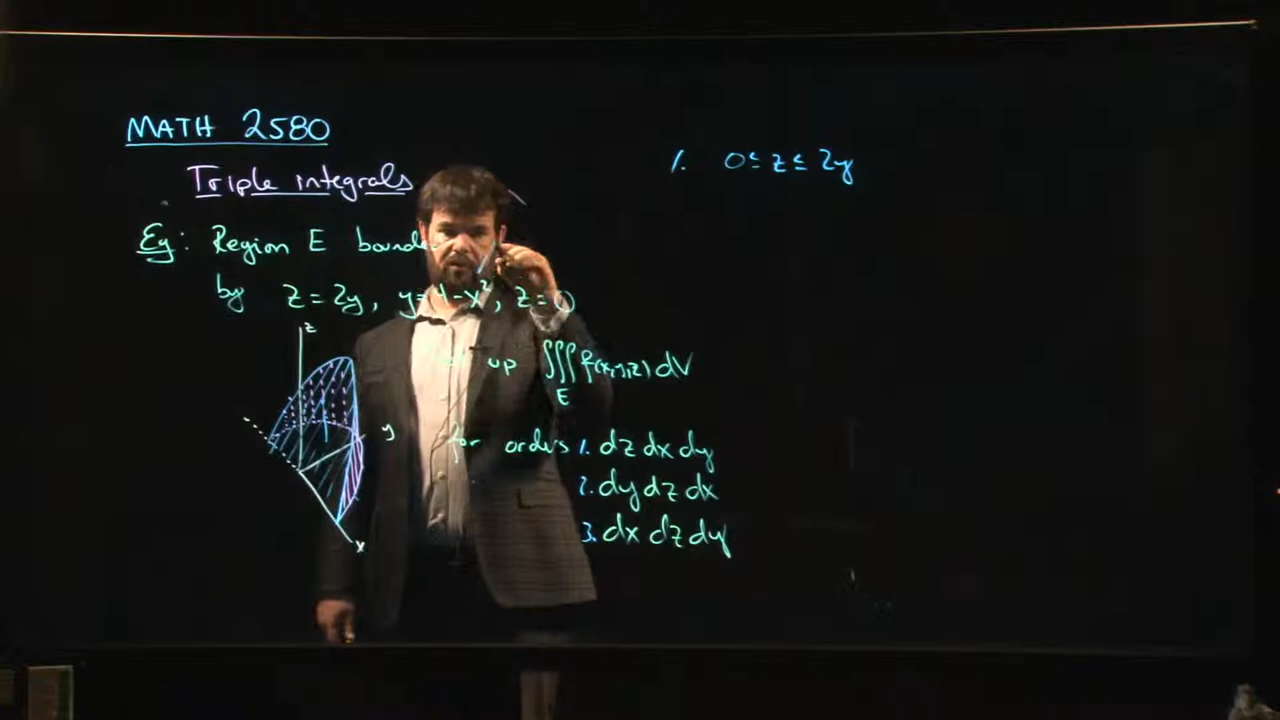 MATH 2580
Triple integrals
Eg: Region E
by z = 2y, y = 4-x², z = 0
up ∭_E f(x,y,z) dV
for orders 1. dz dx dy
2. dy dz dx
3. dx dz dy
z
y
x
1. 0 ≤ z ≤ 2y